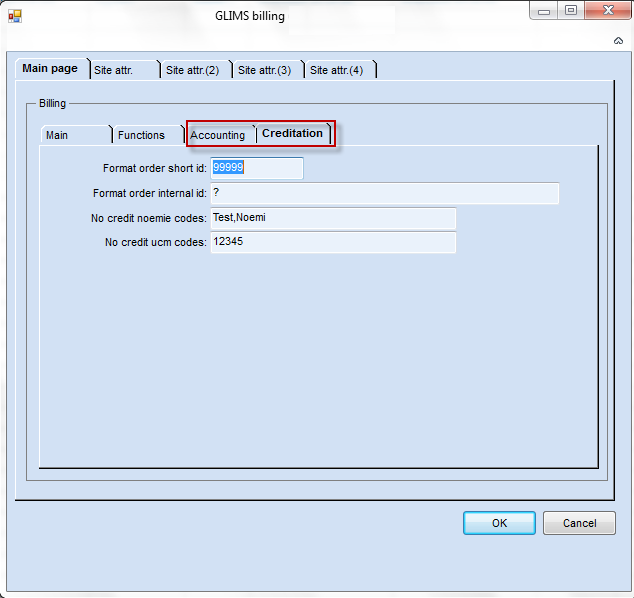 GLIMS billing
Main page Site attr. Site attr.(2) Site attr.(3) Site attr.(4)
Billing
Main Functions Accounting Creditation
Format order short id: 99999
Format order internal id: ?
No credit noemie codes: Test,Noemi
No credit ucm codes: 12345
OK Cancel